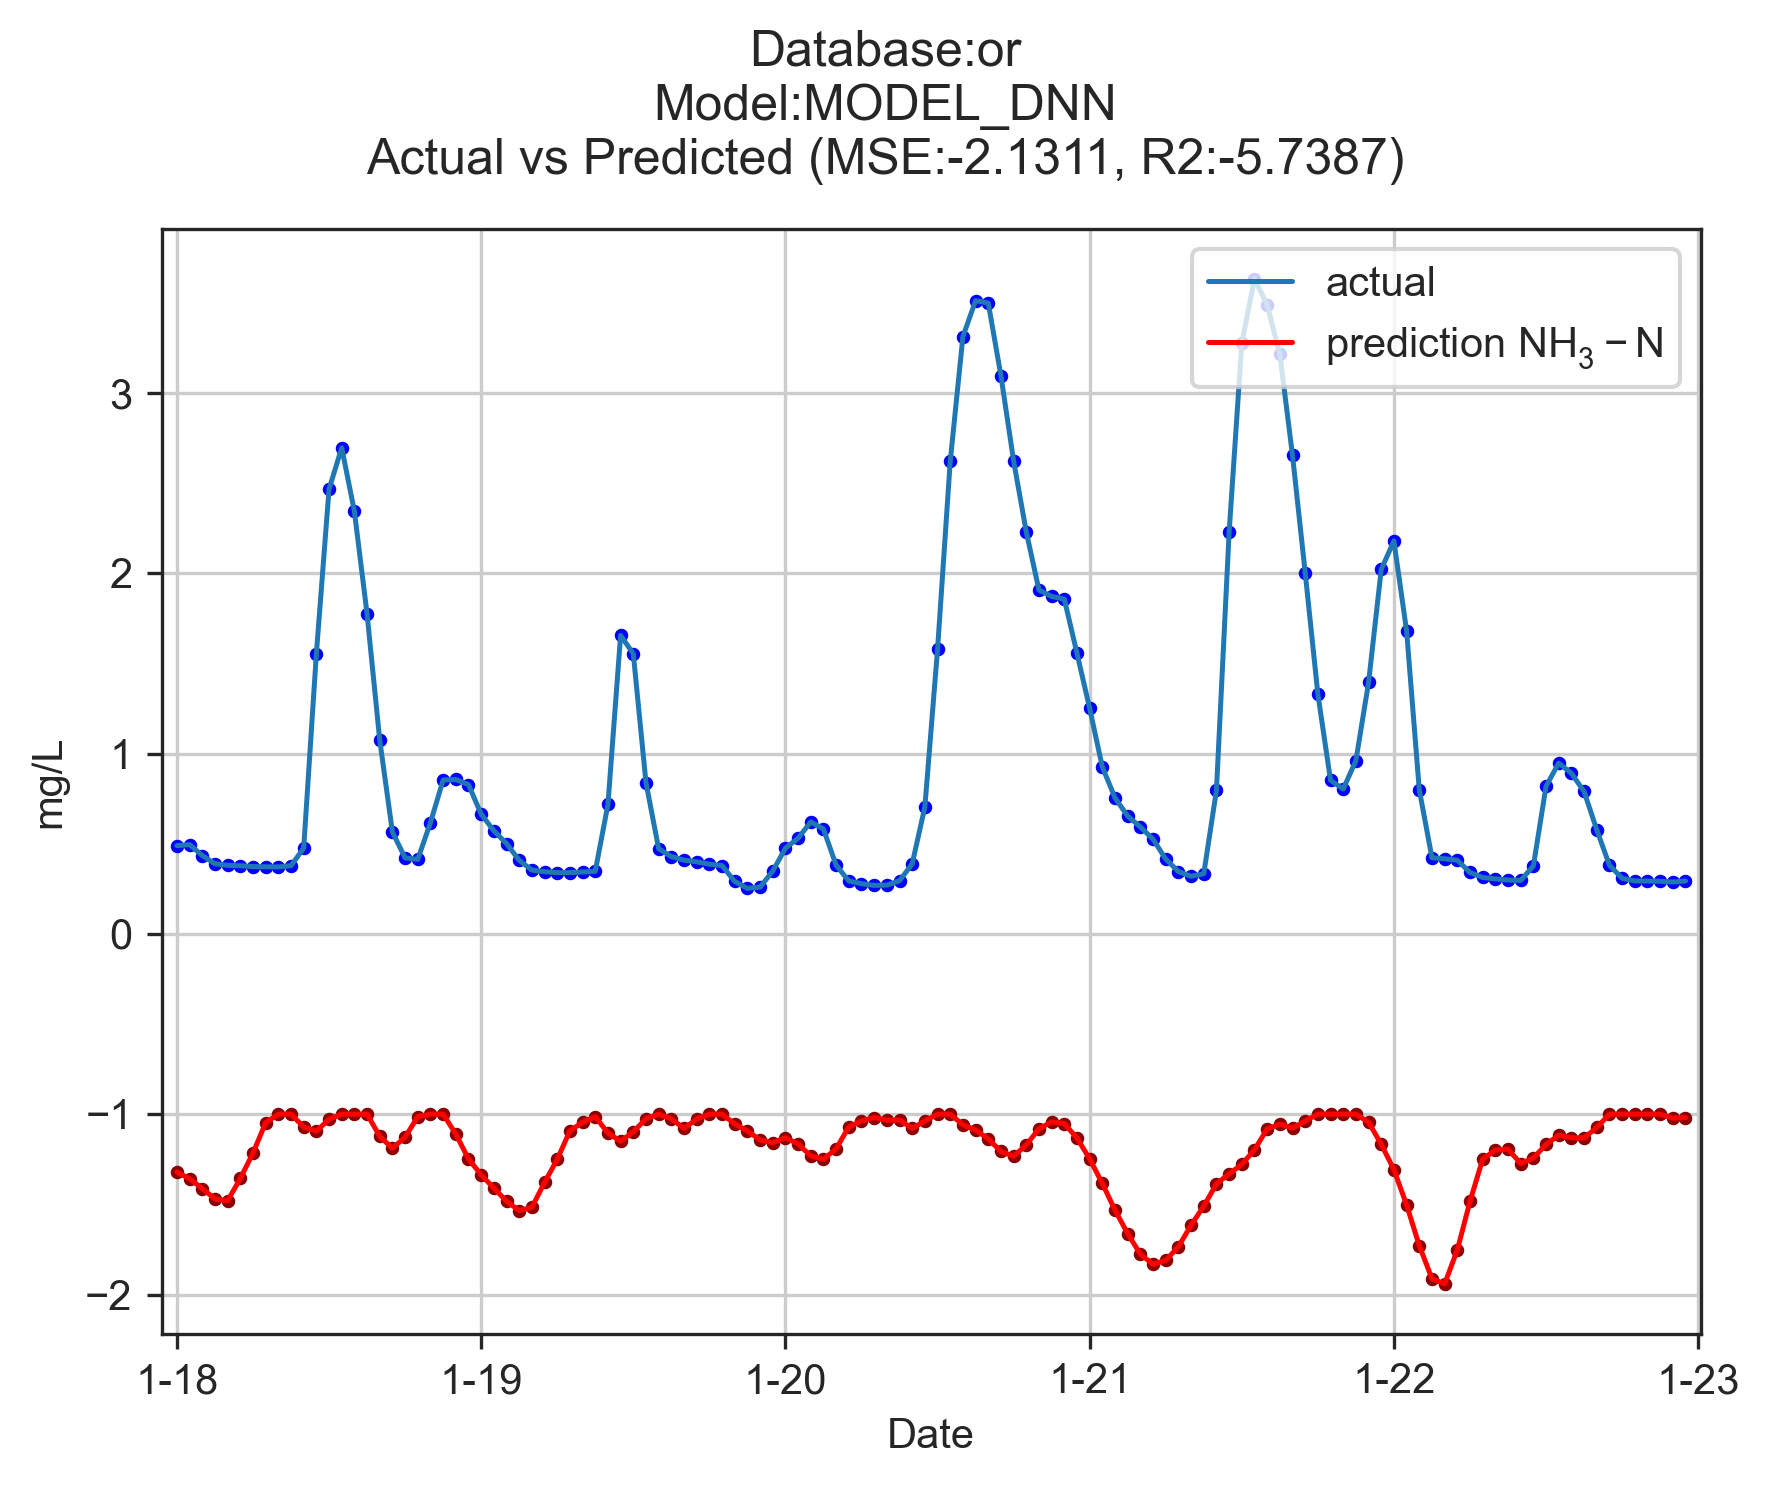 Database:or
Model:MODEL_DNN
Actual vs Predicted (MSE:-2.1311, R2:-5.7387)
actual
prediction NH₃ − N
3
2
1
0
−1
−2
mg/L
1-18 1-19 1-20 1-21 1-22 1-23
Date